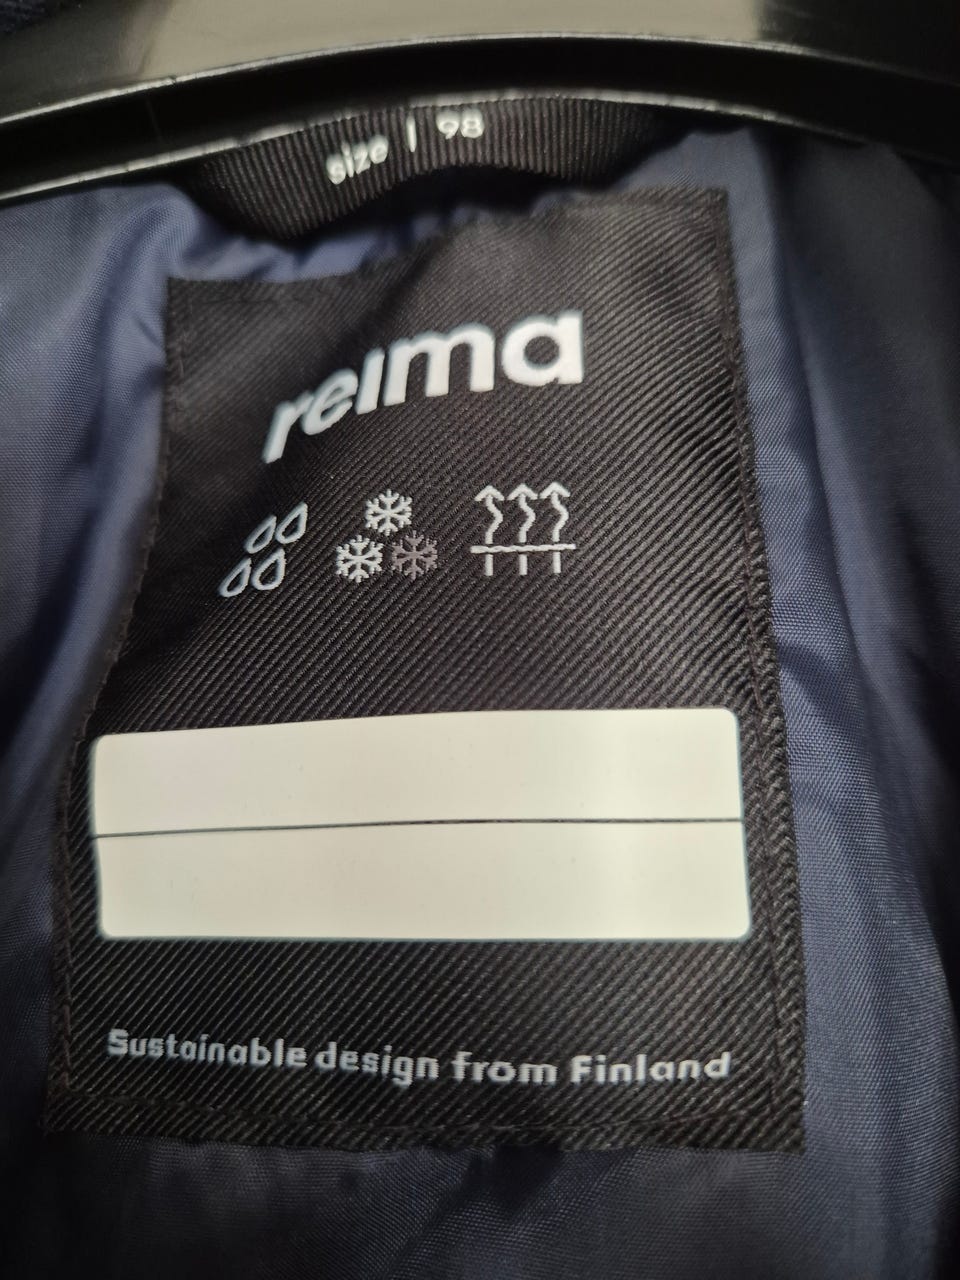 size | 98
reima
Sustainable design from Finland